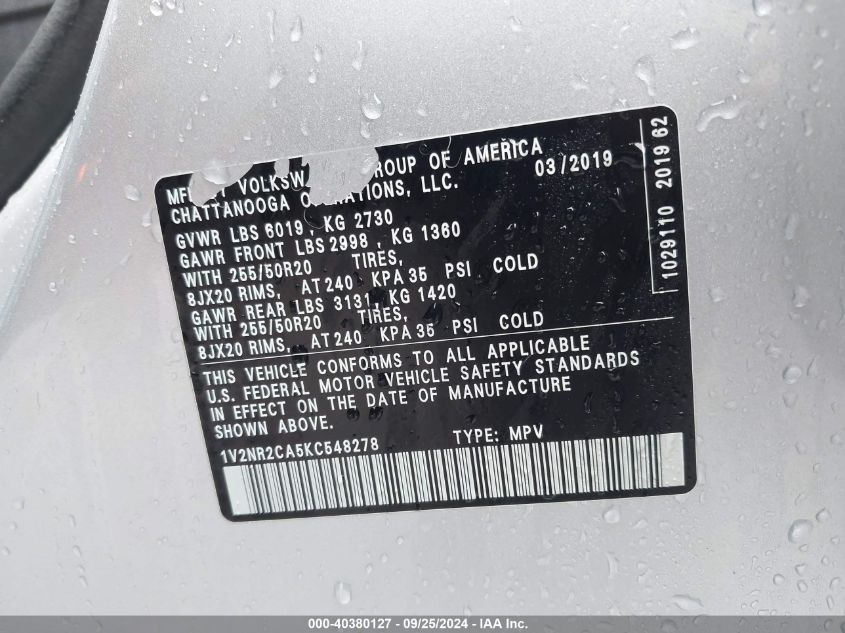 MF VOLKSW GROUP OF AMERICA
CHATTANOOGA OPERATIONS, LLC.
03/2019
GVWR LBS 6019, KG 2730
GAWR FRONT LBS 2998, KG 1360
WITH 255/50R20 TIRES,
8JX20 RIMS, AT 240 KPA 35 PSI COLD
GAWR REAR LBS 3131, KG 1420
WITH 255/50R20 TIRES,
8JX20 RIMS, AT 240 KPA 35 PSI COLD
THIS VEHICLE CONFORMS TO ALL APPLICABLE
U.S. FEDERAL MOTOR VEHICLE SAFETY STANDARDS
IN EFFECT ON THE DATE OF MANUFACTURE
SHOWN ABOVE.
1V2NR2CA5KC548278 TYPE: MPV
1029110 2019 62
000-40380127 - 09/25/2024 - IAA Inc.